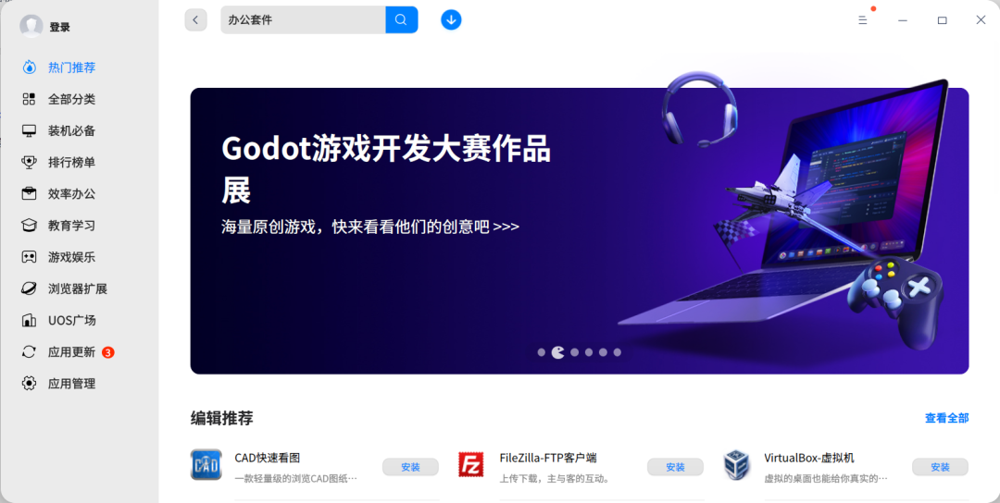 登录
办公套件
热门推荐
全部分类
装机必备
排行榜单
效率办公
教育学习
游戏娱乐
浏览器扩展
UOS广场
应用更新 3
应用管理
Godot游戏开发大赛作品
展
海量原创游戏，快来看看他们的创意吧 >>>
编辑推荐
查看全部
CAD
CAD快速看图
一款轻量级的浏览CAD图纸···
安装
Fz
FileZilla-FTP客户端
上传下载，主与客的互动。
安装
VirtualBox-虚拟机
虚拟的桌面也能给你真实的···
安装